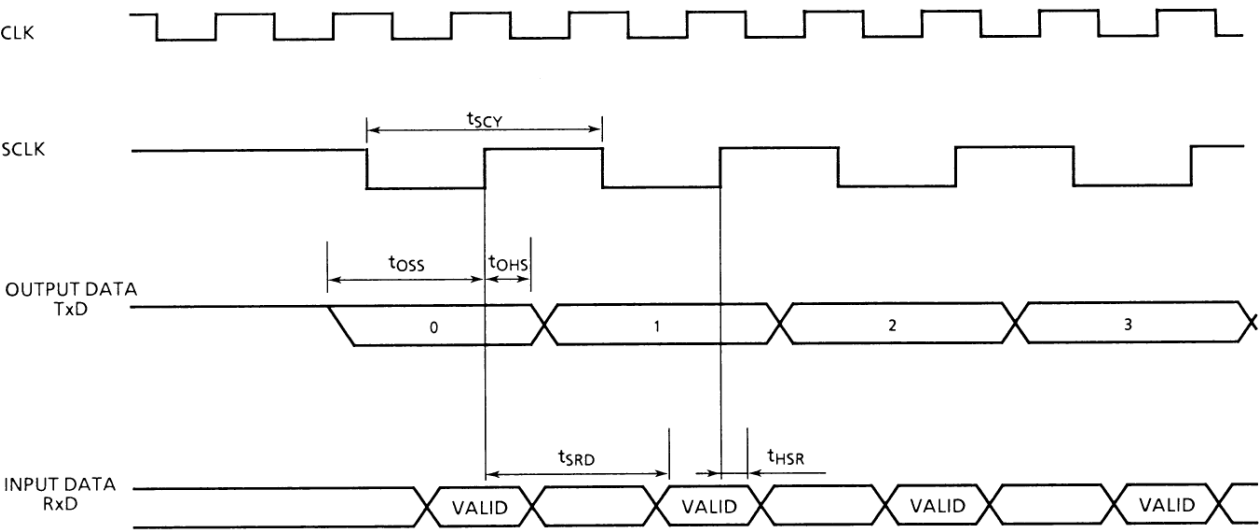 CLK
tSCY
SCLK
tOSS
tOHS
OUTPUT DATA
TxD
0
1
2
3
tSRD
tHSR
INPUT DATA
RxD
VALID
VALID
VALID
VALID